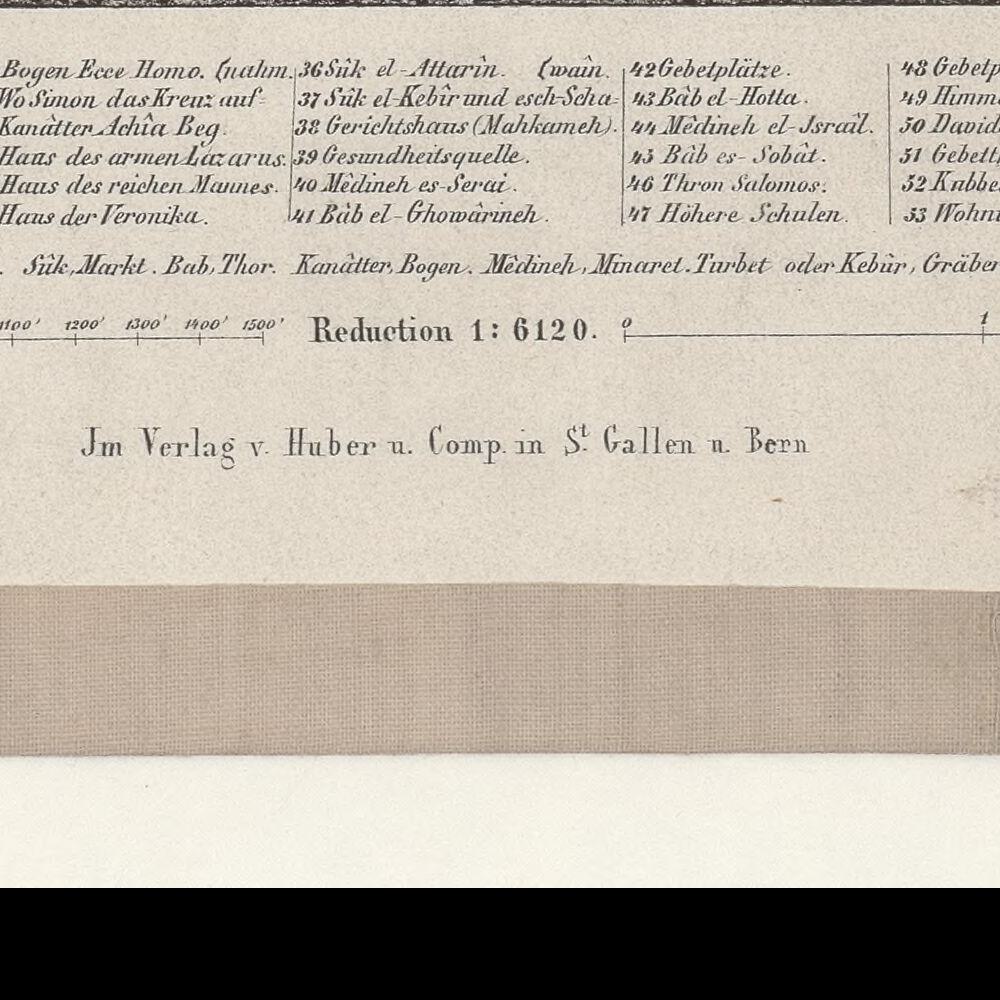 Bogen Ecce Homo. (nahm.
Wo Simon das Kreuz auf-
Kanâtter Achîa Beg.
Haus des armen Lazarus.
Haus des reichen Mannes.
Haus der Veronika.
36 Sûk el-Attarîn. (wain.
37 Sûk el-Kebîr und esch-Scha-
38 Gerichtshaus (Mahkameh).
39 Gesundheitsquelle.
40 Mêdineh es-Serai.
41 Bâb el-Ghowârineh.
42 Gebetplätze.
43 Bâb el-Hotta.
44 Mêdineh el-Jsraîl.
45 Bâb es-Sobât.
46 Thron Salomos.
47 Höhere Schulen.
48 Gebetp
49 Himm
50 David
51 Gebett
52 Kubbe
53 Wohn
Sûk, Markt. Bab, Thor. Kanâtter, Bogen. Mêdineh, Minaret. Turbet oder Kebûr, Gräber
1100' 1200' 1300' 1400' 1500' Reduction 1:6120. 0 1
Jm Verlag v. Huber u. Comp. in St. Gallen u. Bern